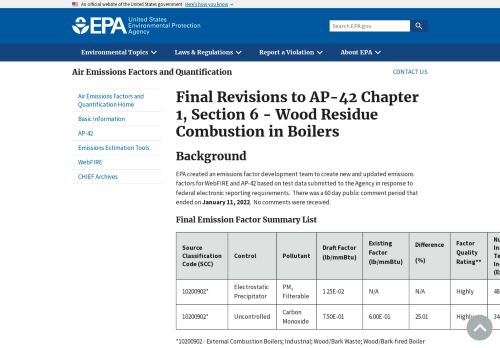 An official website of the United States government Here's how you know
EPA United States
Environmental Protection
Agency
Search EPA.gov
Environmental Topics Laws & Regulations Report a Violation About EPA
Air Emissions Factors and Quantification
CONTACT US
Air Emissions Factors and
Quantification Home
Basic Information
AP-42
Emissions Estimation Tools
WebFIRE
CHIEF Archives
Final Revisions to AP-42 Chapter
1, Section 6 - Wood Residue
Combustion in Boilers
Background
EPA created an emissions factor development team to create new and updated emissions
factors for WebFIRE and AP-42 based on test data submitted to the Agency in response to
federal electronic reporting requirements. There was a 60 day public comment period that
ended on January 11, 2022. No comments were received.
Final Emission Factor Summary List
Source
Classification
Code (SCC)
Control
Pollutant
Draft Factor
(lb/mmBtu)
Existing
Factor
(lb/mmBtu)
Difference
(%)
Factor
Quality
Rating**
Nu
In
Te
In
(E
10200902*
Electrostatic
Precipitator
PM,
Filterable
1.25E-02
N/A
N/A
Highly
48
10200902*
Uncontrolled
Carbon
Monoxide
7.50E-01
6.00E-01
25.01
Highly
34
*10200902 - External Combustion Boilers; Industrial; Wood/Bark Waste; Wood/Bark-fired Boiler